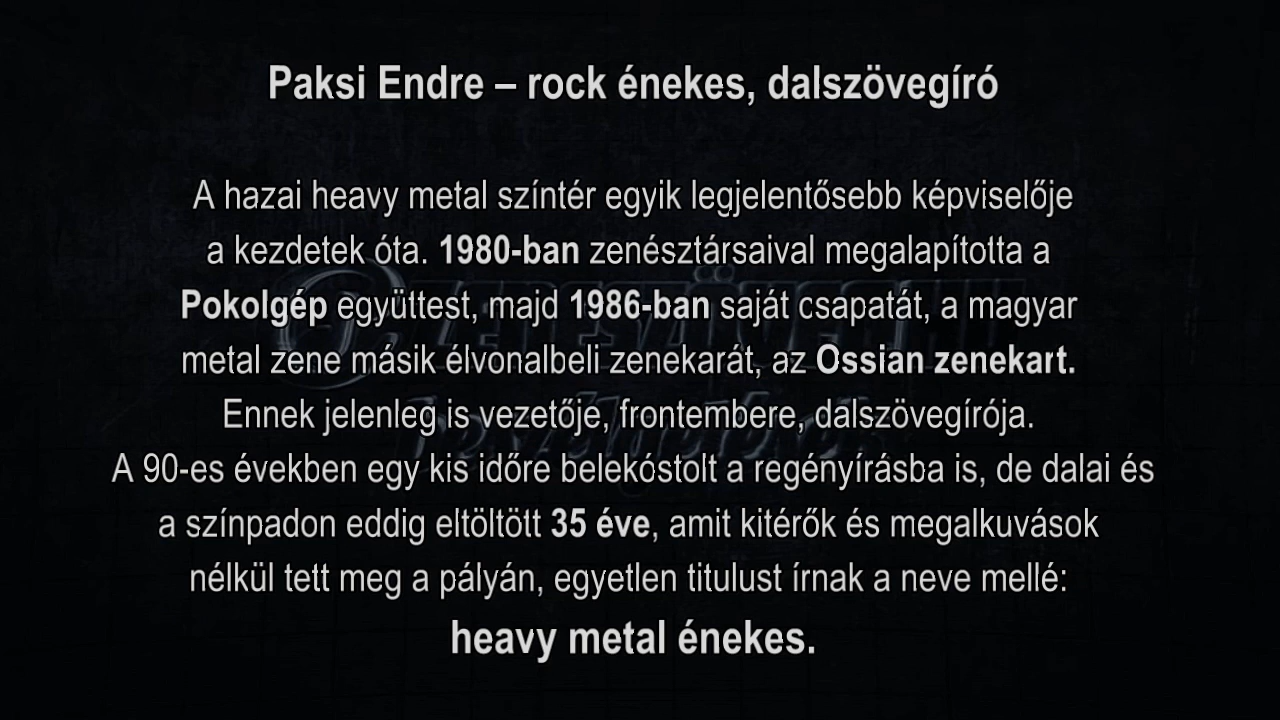 Paksi Endre – rock énekes, dalszövegíró
A hazai heavy metal színtér egyik legjelentősebb képviselője
a kezdetek óta. 1980-ban zenésztársaival megalapította a
Pokolgép együttest, majd 1986-ban saját csapatát, a magyar
metal zene másik élvonalbeli zenekarát, az Ossian zenekart.
Ennek jelenleg is vezetője, frontembere, dalszövegírója.
A 90-es években egy kis időre belekóstolt a regényírásba is, de dalai és
a színpadon eddig eltöltött 35 éve, amit kitérők és megalkuvások
nélkül tett meg a pályán, egyetlen titulust írnak a neve mellé:
heavy metal énekes.